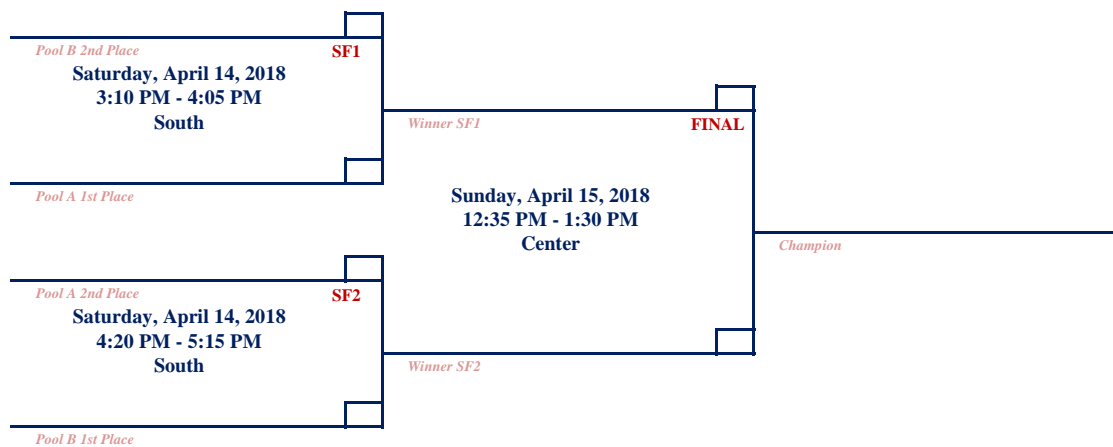 Pool B 2nd Place
SF1
Saturday, April 14, 2018
3:10 PM - 4:05 PM
South
Winner SF1
FINAL
Pool A 1st Place
Sunday, April 15, 2018
12:35 PM - 1:30 PM
Center
Champion
Pool A 2nd Place
SF2
Saturday, April 14, 2018
4:20 PM - 5:15 PM
South
Winner SF2
Pool B 1st Place